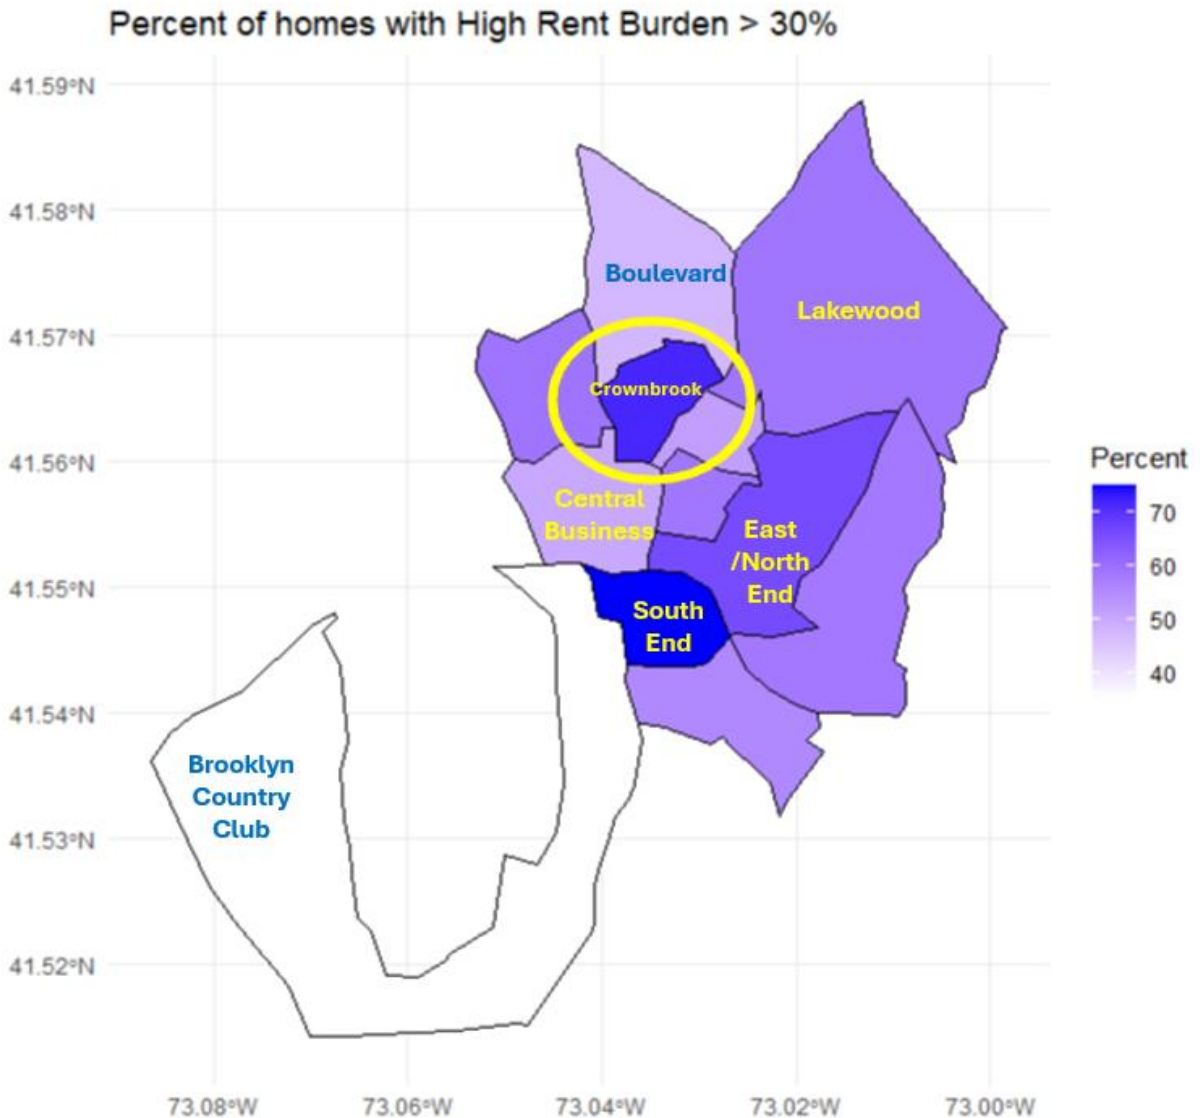 Percent of homes with High Rent Burden > 30%
41.59°N
41.58°N
41.57°N
41.56°N
41.55°N
41.54°N
41.53°N
41.52°N
Boulevard
Lakewood
Crownbrook
Central
Business
East
/North
End
South
End
Brooklyn
Country
Club
Percent
70
60
50
40
73.08°W
73.06°W
73.04°W
73.02°W
73.00°W